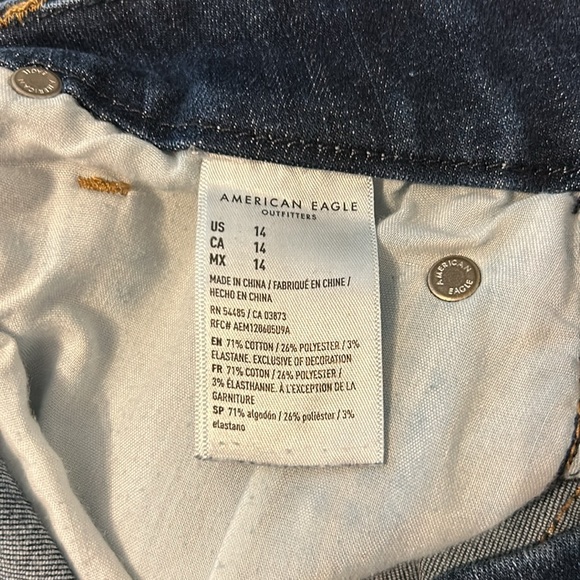 AMERICAN EAGLE
AMERICAN EAGLE
OUTFITTERS
US 14
CA 14
MX 14
MADE IN CHINA / FABRIQUÉ EN CHINE /
HECHO EN CHINA
RN 54485 / CA 03873
RFC# AEM120605U9A
EN 71% COTTON / 26% POLYESTER / 3%
ELASTANE. EXCLUSIVE OF DECORATION
FR 71% COTON / 26% POLYESTER /
3% ÉLASTHANNE. À L'EXCEPTION DE LA
GARNITURE
SP 71% algodón / 26% poliéster / 3%
elastano
AMERICAN
EAGLE